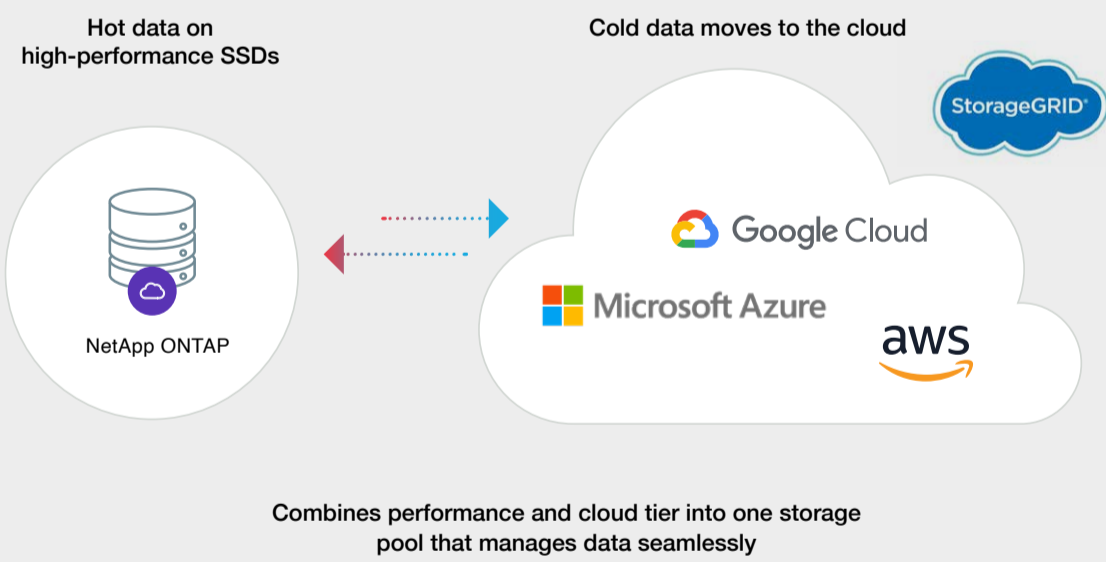 Hot data on
high-performance SSDs
Cold data moves to the cloud
StorageGRID®
Google Cloud
Microsoft Azure
aws
NetApp ONTAP
Combines performance and cloud tier into one storage
pool that manages data seamlessly